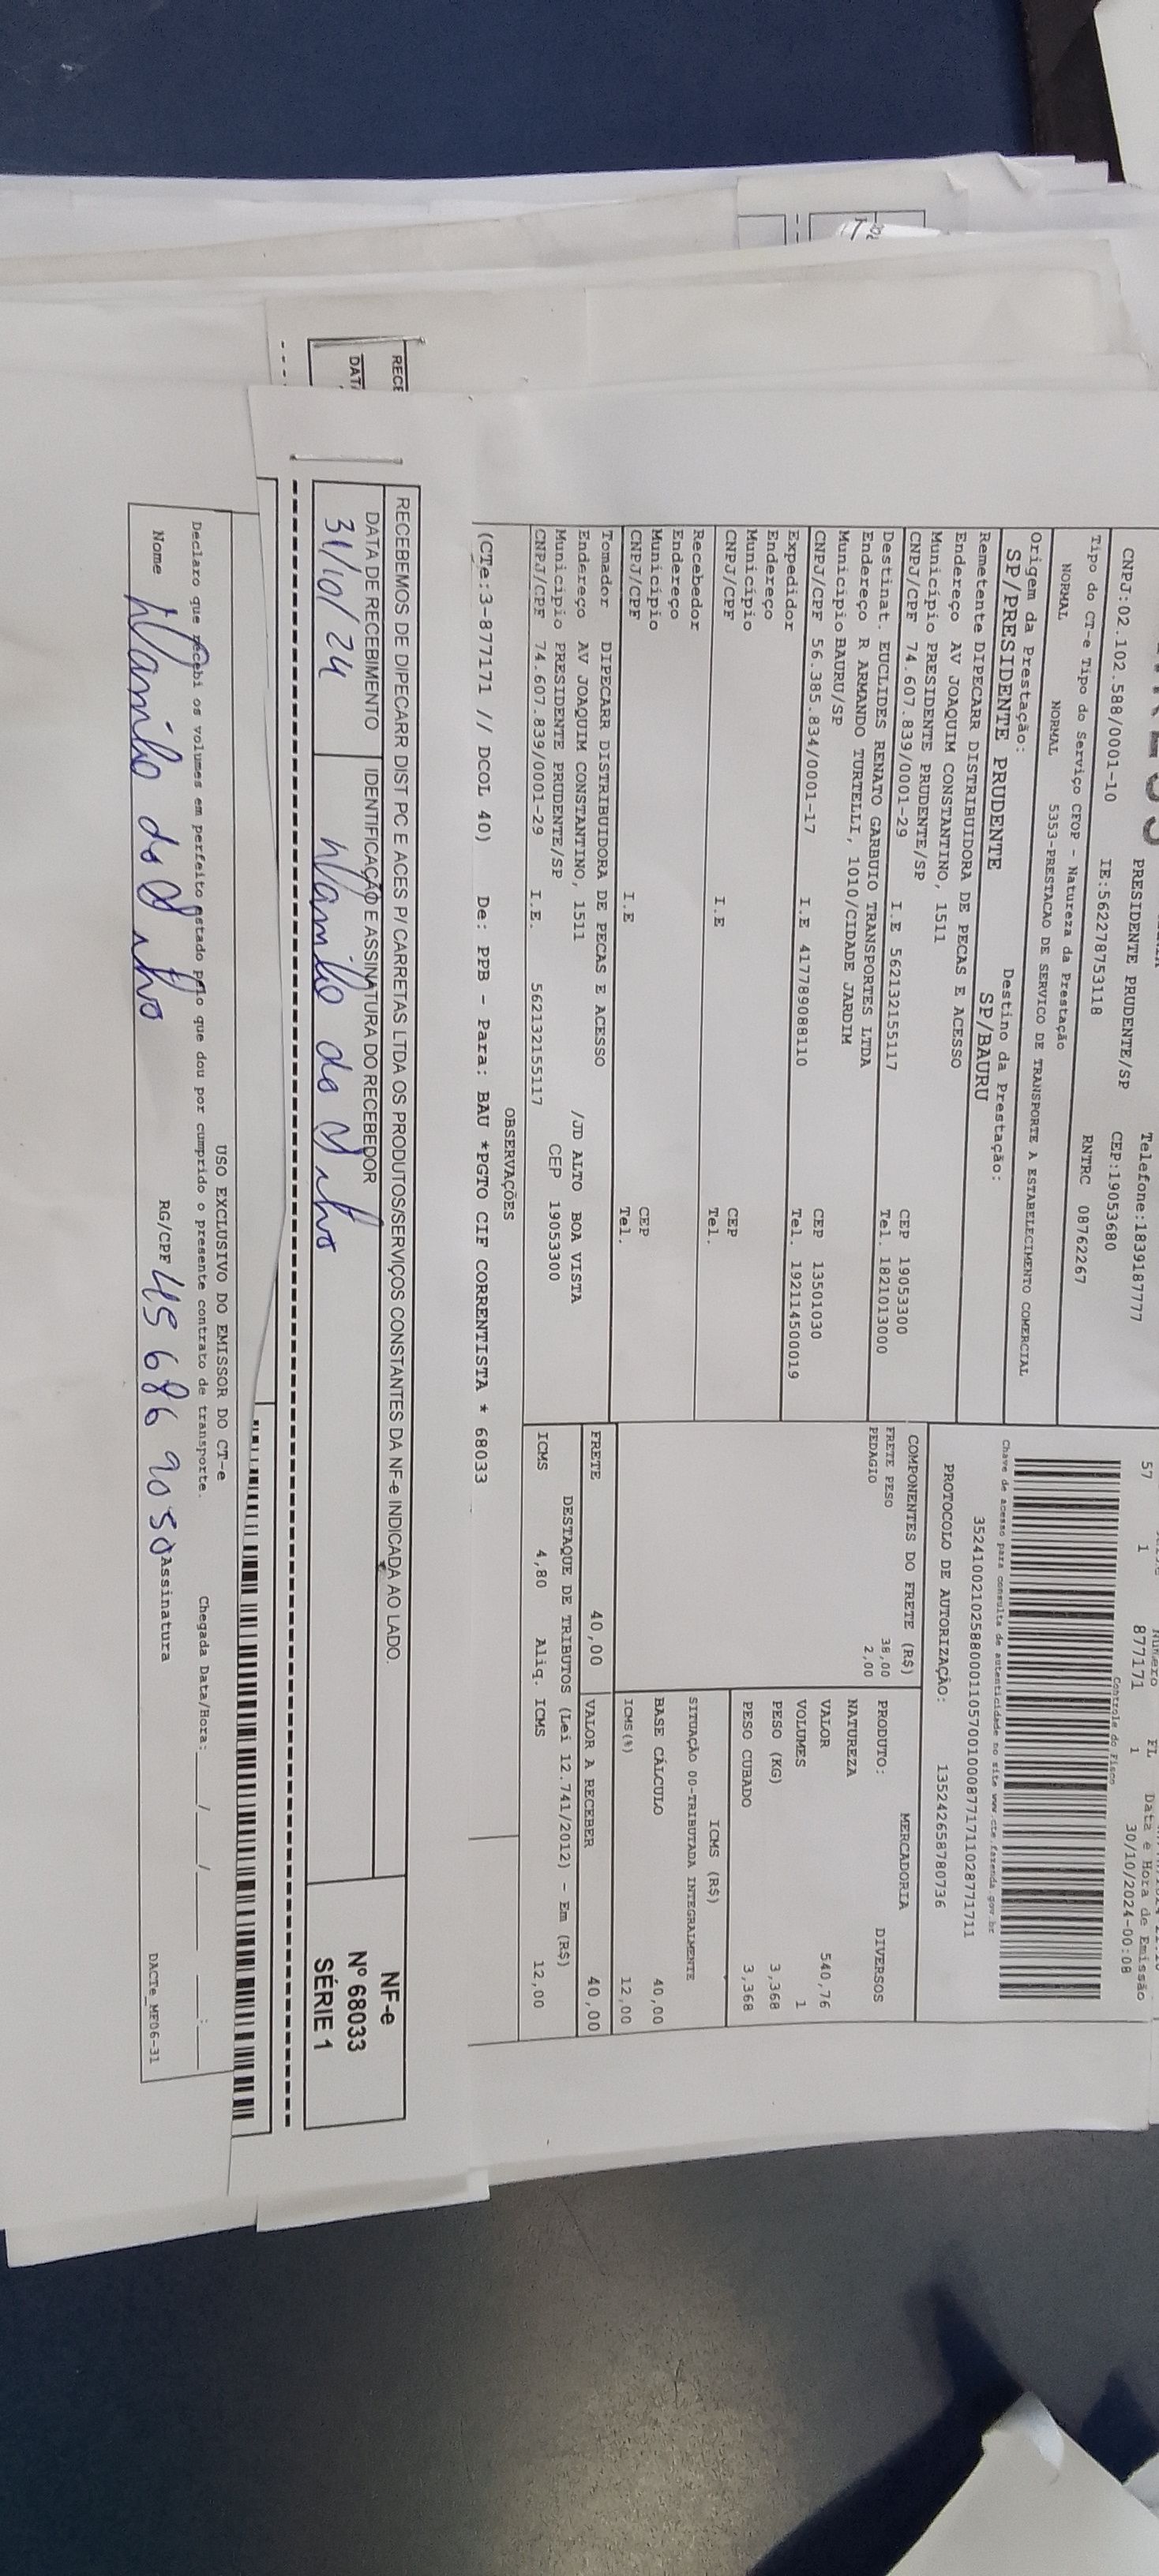 PRESIDENTE PRUDENTE/SP Telefone:1839187777
CNPJ:02.102.588/0001-10 IE:562278753118 CEP:19053680
RNTRC 08762267
57 1 877171 1 30/10/2024-00:08
Data e Hora de Emissão
Controle do Fisco
Tipo do CT-e Tipo do Serviço CFOP - Natureza da Prestação
NORMAL NORMAL 5353-PRESTACAO DE SERVICO DE TRANSPORTE A ESTABELECIMENTO COMERCIAL
Origem da Prestação: Destino da Prestação:
SP/PRESIDENTE PRUDENTE SP/BAURU
Chave de acesso para consulta de autenticidade no site www.cte.fazenda.gov.br
PROTOCOLO DE AUTORIZAÇÃO: 135242658780736
Remetente DIPECARR DISTRIBUIDORA DE PECAS E ACESSO
Endereço AV JOAQUIM CONSTANTINO, 1511
Município PRESIDENTE PRUDENTE/SP CEP 19053300
CNPJ/CPF 74.607.839/0001-29 I.E 562132155117 Tel. 1821013000
Destinat. EUCLIDES RENATO GARBUIO TRANSPORTES LTDA
Endereço R ARMANDO TURTELLI, 1010/CIDADE JARDIM
Município BAURU/SP CEP 13501030
CNPJ/CPF 56.385.834/0001-17 I.E 417789088110 Tel. 192114500019
Expedidor
Endereço
Município CEP
CNPJ/CPF I.E Tel.
Recebedor
Endereço
Município CEP
CNPJ/CPF I.E Tel.
Tomador DIPECARR DISTRIBUIDORA DE PECAS E ACESSO
Endereço AV JOAQUIM CONSTANTINO, 1511 /JD ALTO BOA VISTA
Município PRESIDENTE PRUDENTE/SP CEP 19053300
CNPJ/CPF 74.607.839/0001-29 I.E. 562132155117
COMPONENTES DO FRETE (R$)
FRETE PESO 38,00
PEDAGIO 2,00
MERCADORIA
PRODUTO: DIVERSOS
NATUREZA
VALOR 540,76
VOLUMES 1
PESO (KG) 3,368
PESO CUBADO 3,368
ICMS (R$)
SITUAÇÃO 00-TRIBUTADA INTEGRALMENTE
BASE CÁLCULO 40,00
ICMS(%) 12,00
FRETE 40,00 VALOR A RECEBER 40,00
DESTAQUE DE TRIBUTOS (Lei 12.741/2012) - Em (R$)
ICMS 4,80 Aliq. ICMS 12,00
OBSERVAÇÕES
(CTe:3-877171 // DCOL 40) De: PPB - Para: BAU *PGTO CIF CORRENTISTA * 68033
RECEBEMOS DE DIPECARR DIST PC E ACES P/CARRETAS LTDA OS PRODUTOS/SERVIÇOS CONSTANTES DA NF-e INDICADA AO LADO.
DATA DE RECEBIMENTO IDENTIFICAÇÃO E ASSINATURA DO RECEBEDOR
31/10/24
NF-e
Nº 68033
SÉRIE 1
RECE
DAT
USO EXCLUSIVO DO EMISSOR DO CT-e
Declaro que recebi os volumes em perfeito estado pelo que dou por cumprido o presente contrato de transporte. Chegada Data/Hora: ___/___/___ ___:___
Nome RG/CPF 45 686 90 50 Assinatura
DACTe_MF06-31